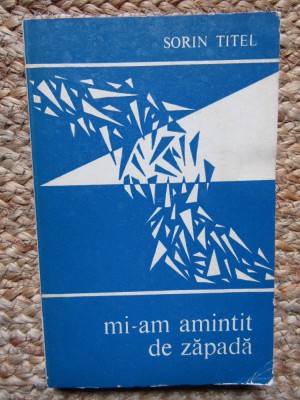 SORIN TITEL
mi-am amintit
de zăpadă